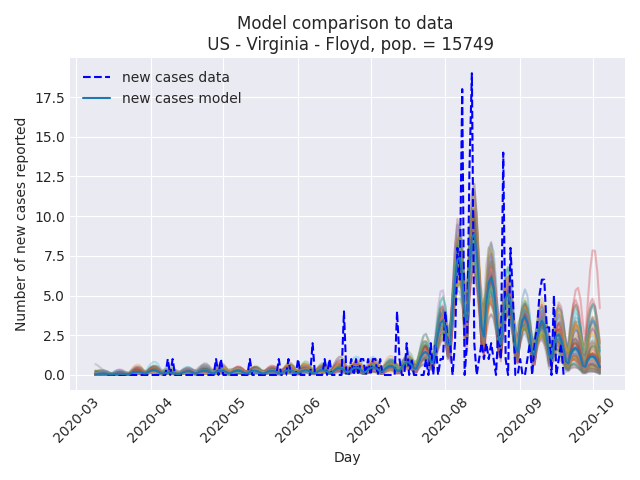 Model comparison to data
US - Virginia - Floyd, pop. = 15749
new cases data
new cases model
Number of new cases reported
17.5
15.0
12.5
10.0
7.5
5.0
2.5
0.0
2020-03
2020-04
2020-05
2020-06
2020-07
2020-08
2020-09
2020-10
Day